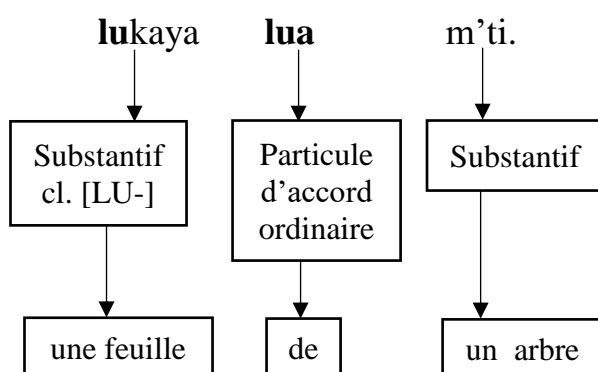 lukaya lua m’ti.
Substantif cl. [LU-]
Particule d’accord ordinaire
Substantif
une feuille de un arbre